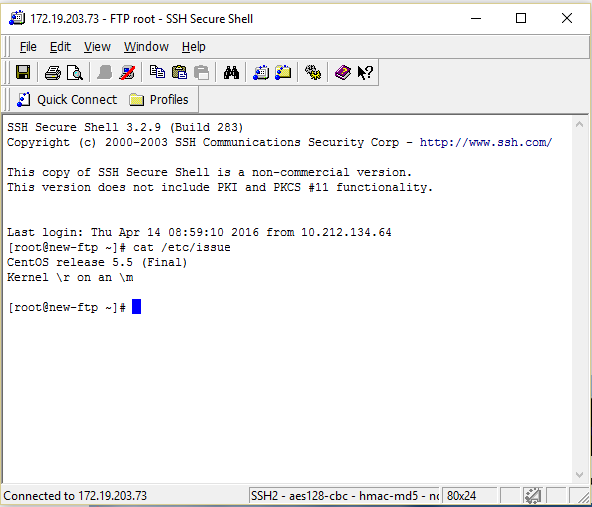 172.19.203.73 - FTP root - SSH Secure Shell
File Edit View Window Help
Quick Connect Profiles
SSH Secure Shell 3.2.9 (Build 283)
Copyright (c) 2000-2003 SSH Communications Security Corp - http://www.ssh.com/
This copy of SSH Secure Shell is a non-commercial version.
This version does not include PKI and PKCS #11 functionality.
Last login: Thu Apr 14 08:59:10 2016 from 10.212.134.64
[root@new-ftp ~]# cat /etc/issue
CentOS release 5.5 (Final)
Kernel \r on an \m
[root@new-ftp ~]#
Connected to 172.19.203.73 SSH2 - aes128-cbc - hmac-md5 - 80x24